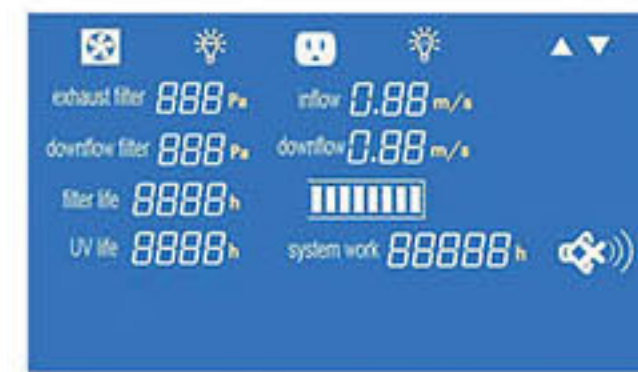 exhaust filter 888 Pa inflow 0.88 m/s
downflow filter 888 Pa downflow 0.88 m/s
filter life 8888 h
UV life 8888 h system work 88888 h